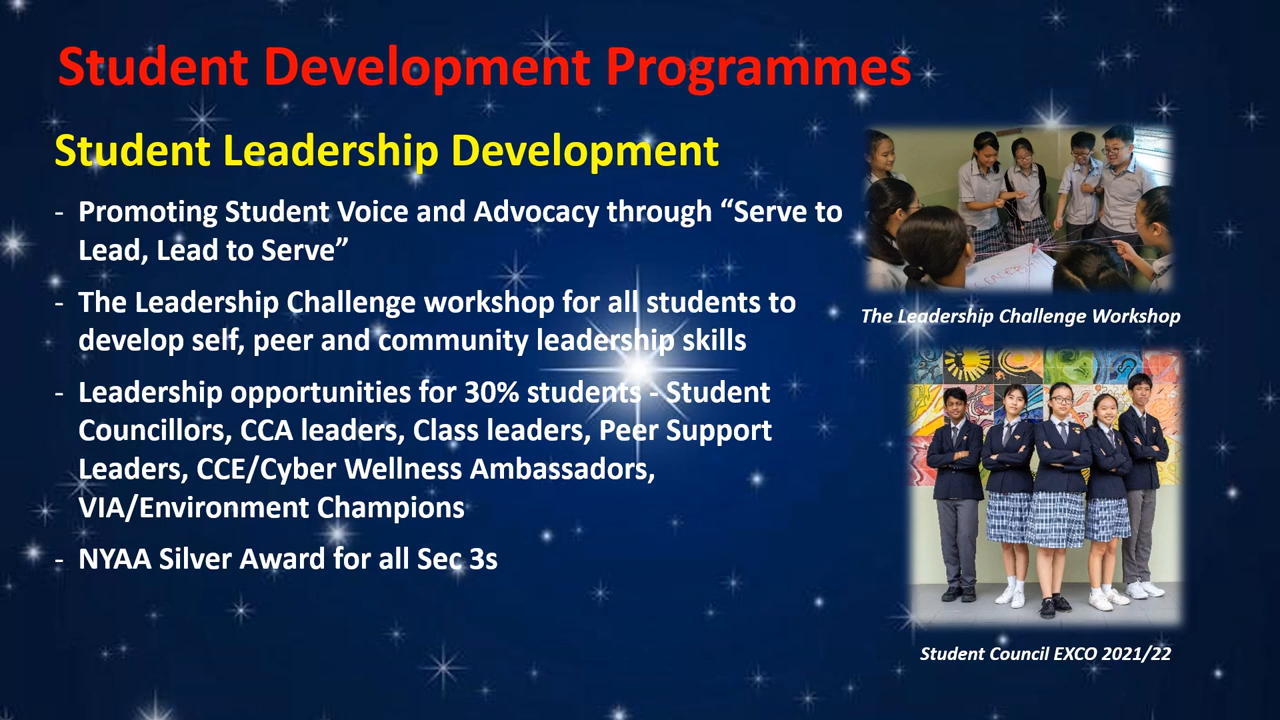 Student Development Programmes
Student Leadership Development
- Promoting Student Voice and Advocacy through “Serve to
Lead, Lead to Serve”
- The Leadership Challenge workshop for all students to
develop self, peer and community leadership skills
- Leadership opportunities for 30% students - Student
Councillors, CCA leaders, Class leaders, Peer Support
Leaders, CCE/Cyber Wellness Ambassadors,
VIA/Environment Champions
- NYAA Silver Award for all Sec 3s
The Leadership Challenge Workshop
Student Council EXCO 2021/22